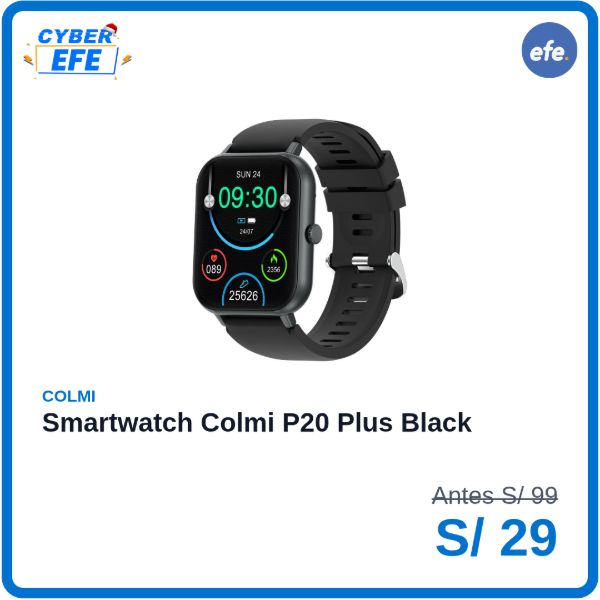 CYBER
EFE
efe.
SUN 24
09:30
24/07
089
2356
25626
COLMI
Smartwatch Colmi P20 Plus Black
Antes S/ 99
S/ 29